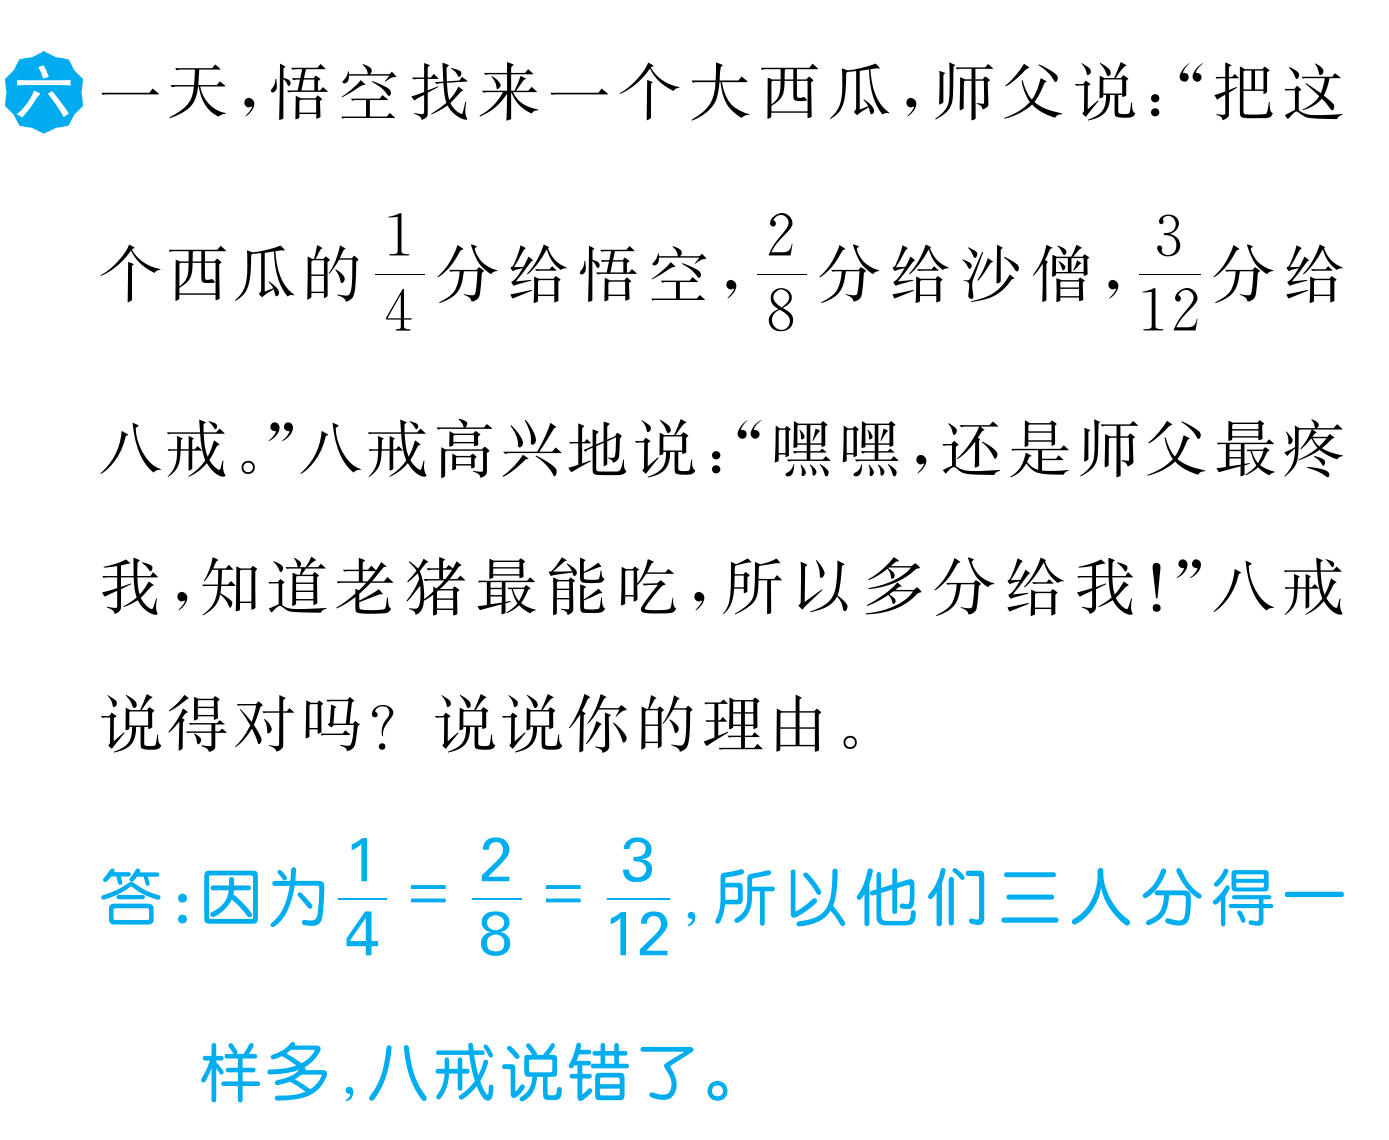 六 一天,悟空找来一个大西瓜,师父说:“把这
个西瓜的1/4分给悟空,2/8分给沙僧,3/12分给
八戒。”八戒高兴地说:“嘿嘿,还是师父最疼
我,知道老猪最能吃,所以多分给我!”八戒
说得对吗? 说说你的理由。
答:因为1/4=2/8=3/12,所以他们三人分得一
样多,八戒说错了。